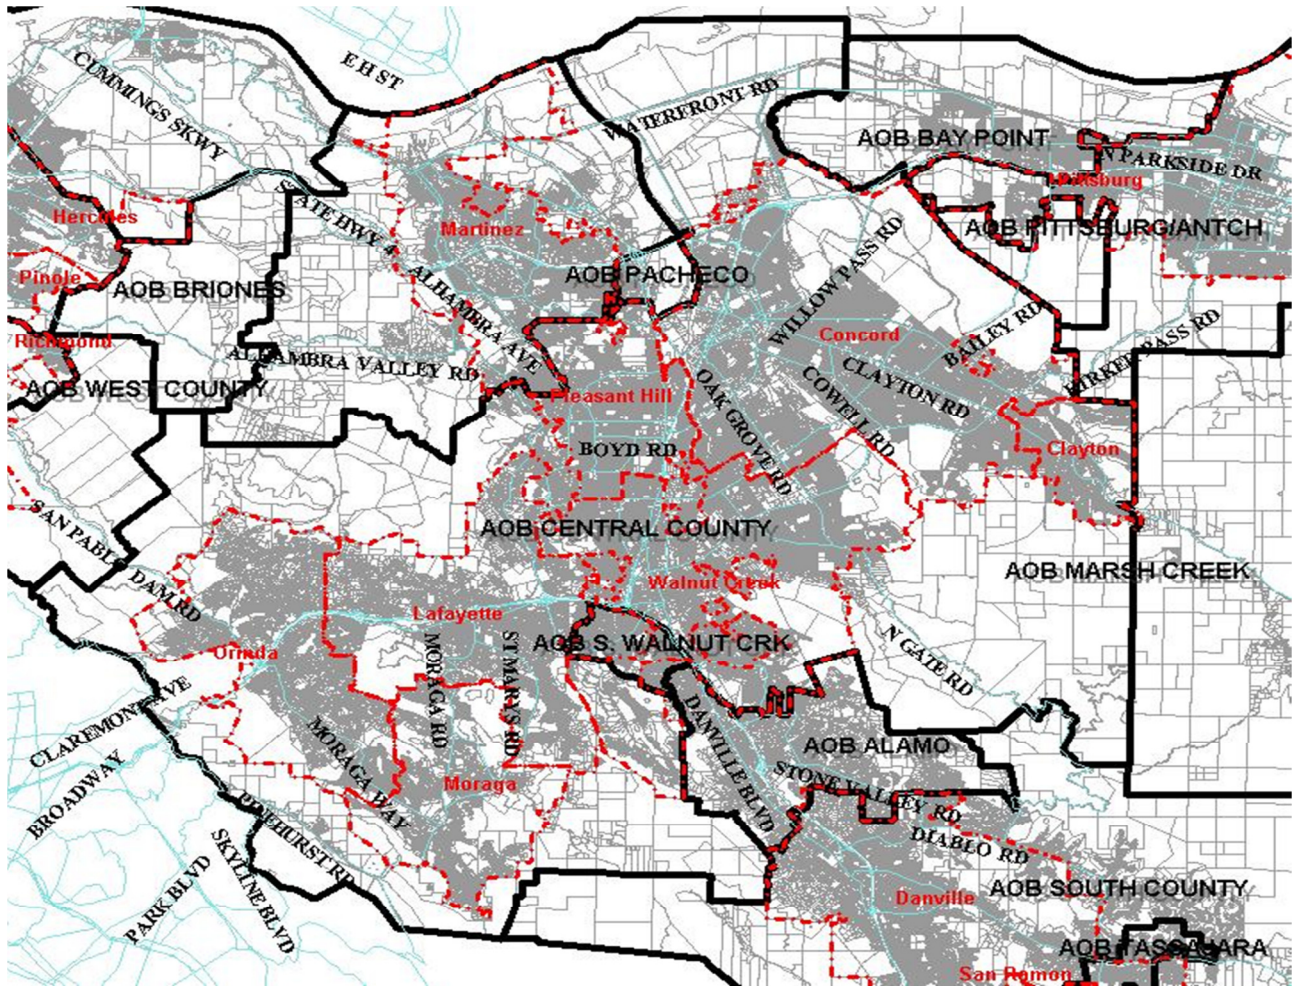 CUMMINGS SKWY
EH ST
WATERFRONT RD
AOB BAY POINT
N PARKSIDE DR
Pittsburg
STATE HWY 4
Hercules
Martinez
AOB PITTSBURG/ANTCH
Pinole
AOB BRIONES
AOB PACHECO
WILLOW PASS RD
ALHAMBRA AVE
Richmond
Concord
BAILEY RD
KIRKER PASS RD
ALHAMBRA VALLEY RD
AOB WEST COUNTY
Pleasant Hill
OAK GROVE RD
COWELL RD
CLAYTON RD
BOYD RD
Clayton
SAN PABLO DAM RD
AOB CENTRAL COUNTY
Walnut Creek
AOB MARSH CREEK
Lafayette
AOB S. WALNUT CRK
Orinda
MORAGA RD
ST MARYS RD
N GATE RD
CLAREMONT AVE
MORAGA WAY
DANVILLE BLVD
AOB ALAMO
BROADWAY
Moraga
STONE VALLEY RD
DIABLO RD
PINEHURST RD
SKYLINE BLVD
PARK BLVD
Danville
AOB SOUTH COUNTY
AOB TASSAJARA
San Ramon